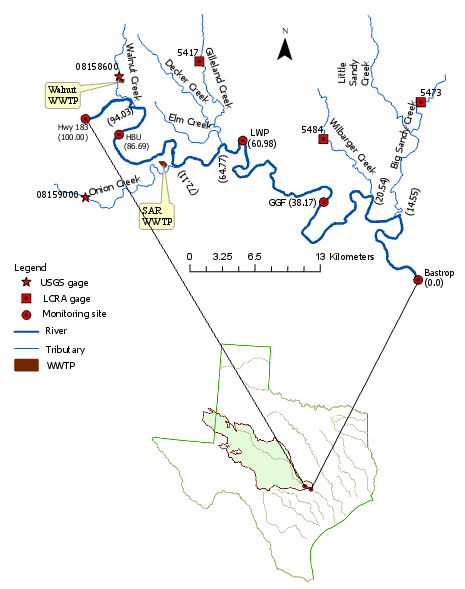 N
5417
08158600
Walnut Creek
Gilleland Creek
Decker Creek
Little
Sandy
Creek
Walnut
WWTP
5473
(94.03)
Elm Creek
Hwy 183
(100.00)
HBU
(86.69)
LWP
(60.98)
5484
Wilbarger Creek
Big Sandy Creek
(64.77)
Onion Creek
(72.11)
08159000
SAR
WWTP
GGF (38.17)
(20.54)
(14.55)
0 3.25 6.5 13 Kilometers
Bastrop
(0.0)
Legend
USGS gage
LCRA gage
Monitoring site
River
Tributary
WWTP